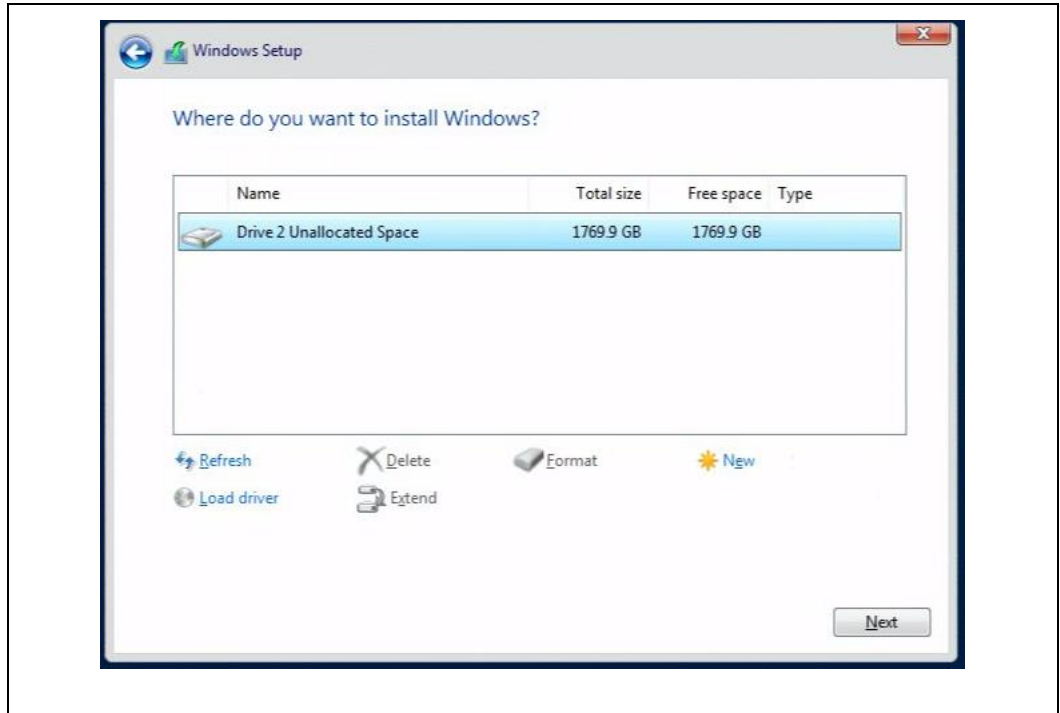 Windows Setup
Where do you want to install Windows?
Name Total size Free space Type
Drive 2 Unallocated Space 1769.9 GB 1769.9 GB
Refresh Delete Format New
Load driver Extend
Next